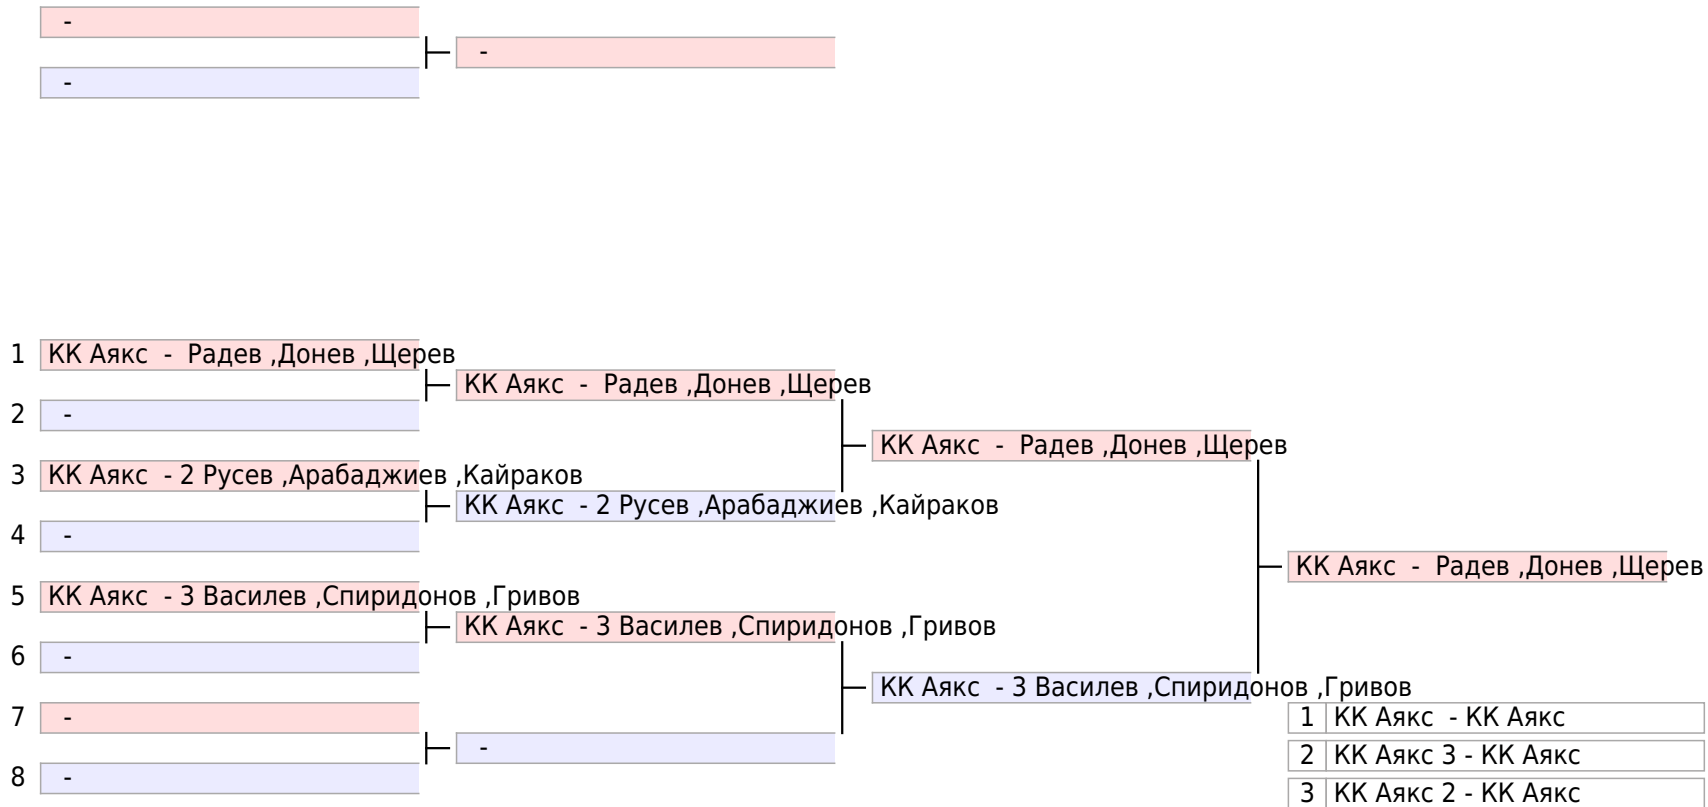 -
-
-
1 КК Аякс - Радев ,Донев ,Щерев
КК Аякс - Радев ,Донев ,Щерев
2 -
КК Аякс - Радев ,Донев ,Щерев
3 КК Аякс - 2 Русев ,Арабаджиев ,Кайраков
КК Аякс - 2 Русев ,Арабаджиев ,Кайраков
4 -
КК Аякс - Радев ,Донев ,Щерев
5 КК Аякс - 3 Василев ,Спиридонов ,Гривов
КК Аякс - 3 Василев ,Спиридонов ,Гривов
6 -
КК Аякс - 3 Василев ,Спиридонов ,Гривов
7 -
1 КК Аякс - КК Аякс
-
2 КК Аякс 3 - КК Аякс
8 -
3 КК Аякс 2 - КК Аякс